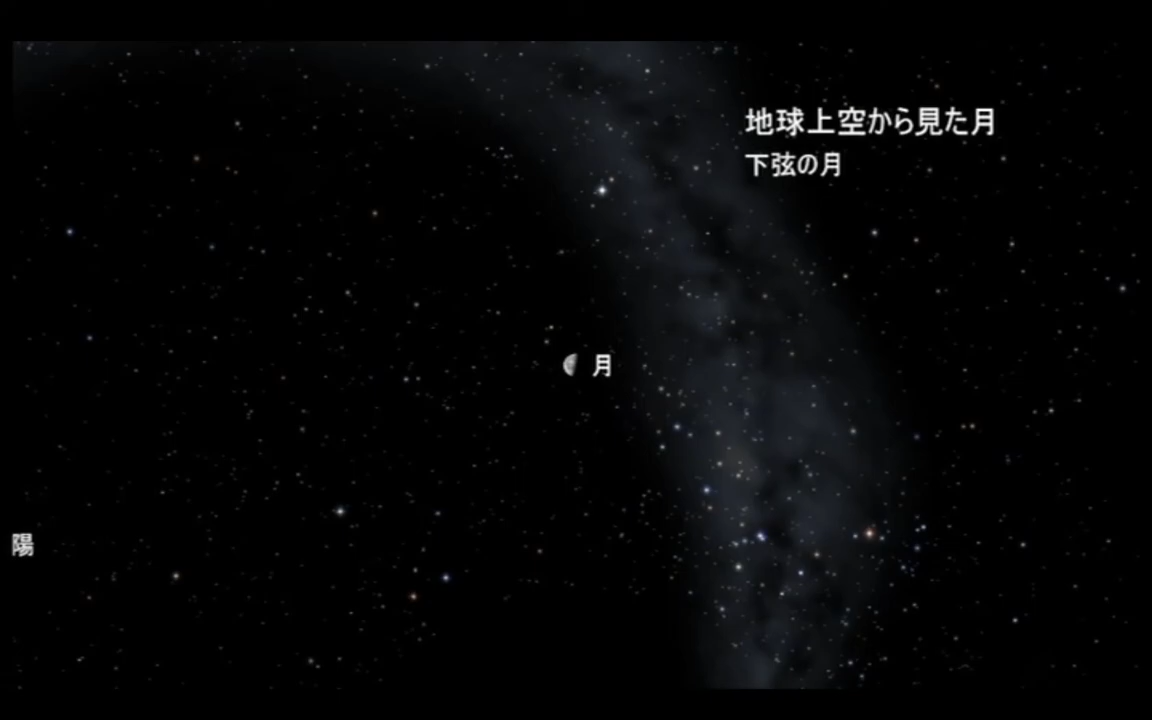 地球上空から見た月
下弦の月
月
陽